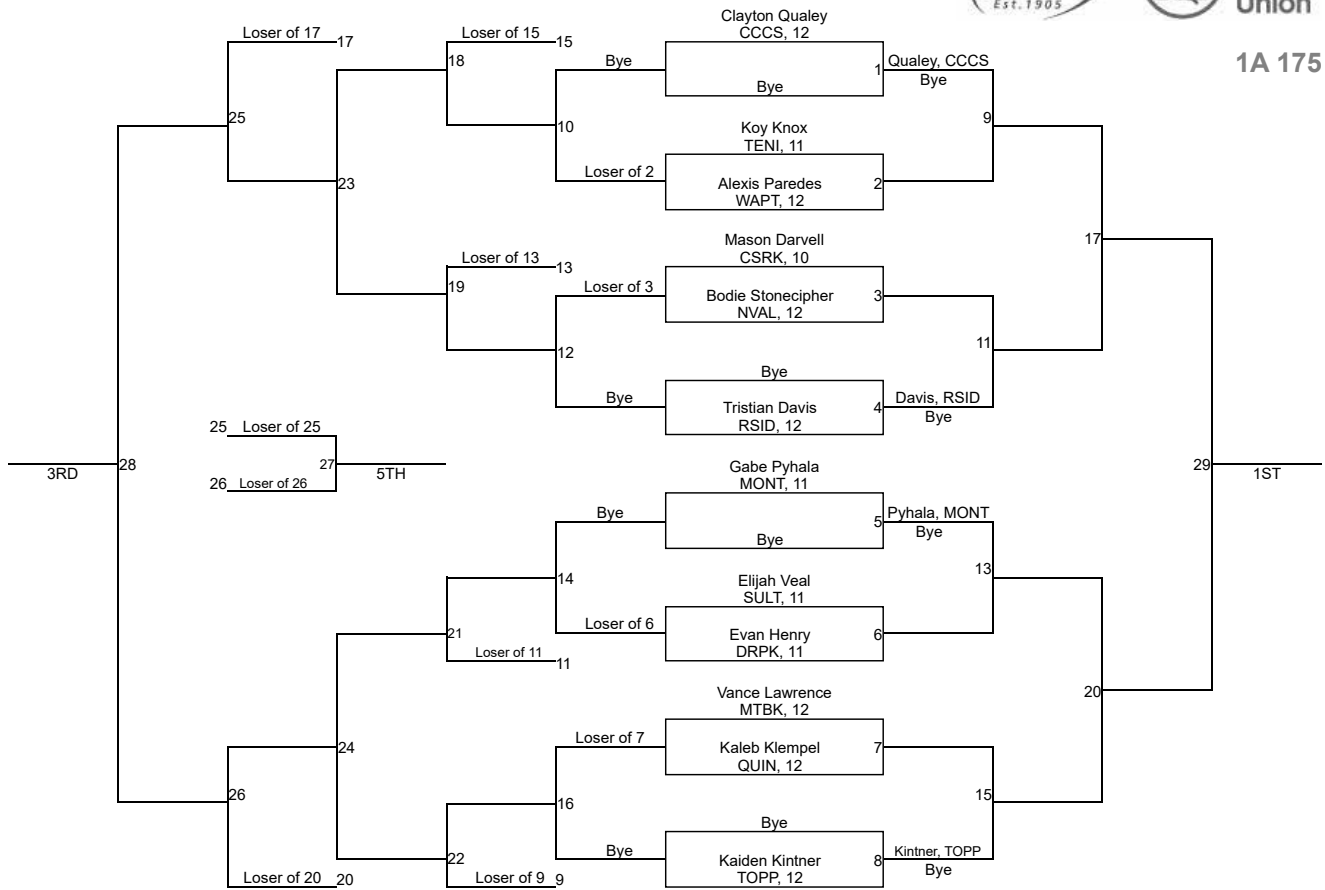 Est. 1905
Union
1A 175
Clayton Qualey
CCCS, 12
Loser of 17
17
Loser of 15
15
18
Bye
1
Qualey, CCCS
Bye
Bye
25
10
9
Koy Knox
TENI, 11
Loser of 2
Alexis Paredes
WAPT, 12
2
23
Mason Darvell
CSRK, 10
17
Loser of 13
13
19
Loser of 3
Bodie Stonecipher
NVAL, 12
3
12
11
Bye
Bye
Tristian Davis
RSID, 12
4
Davis, RSID
Bye
25
Loser of 25
3RD
28
27
5TH
26
Loser of 26
29
1ST
Gabe Pyhala
MONT, 11
Bye
5
Pyhala, MONT
Bye
Bye
14
13
Elijah Veal
SULT, 11
21
Loser of 6
Evan Henry
DRPK, 11
6
Loser of 11
11
Vance Lawrence
MTBK, 12
20
24
Loser of 7
Kaleb Klempel
QUIN, 12
7
26
16
15
Bye
22
Bye
Kaiden Kintner
TOPP, 12
8
Kintner, TOPP
Bye
Loser of 20
20
Loser of 9
9